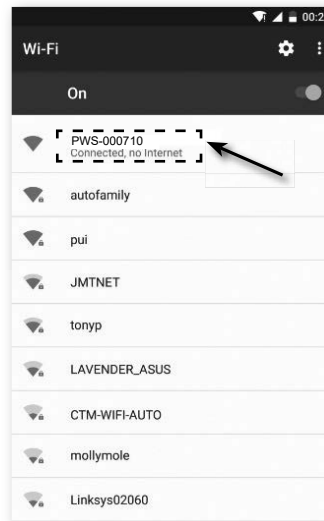 00:2
Wi-Fi
On
PWS-000710
Connected, no Internet
autofamily
pui
JMTNET
tonyp
LAVENDER_ASUS
CTM-WIFI-AUTO
mollymole
Linksys02060